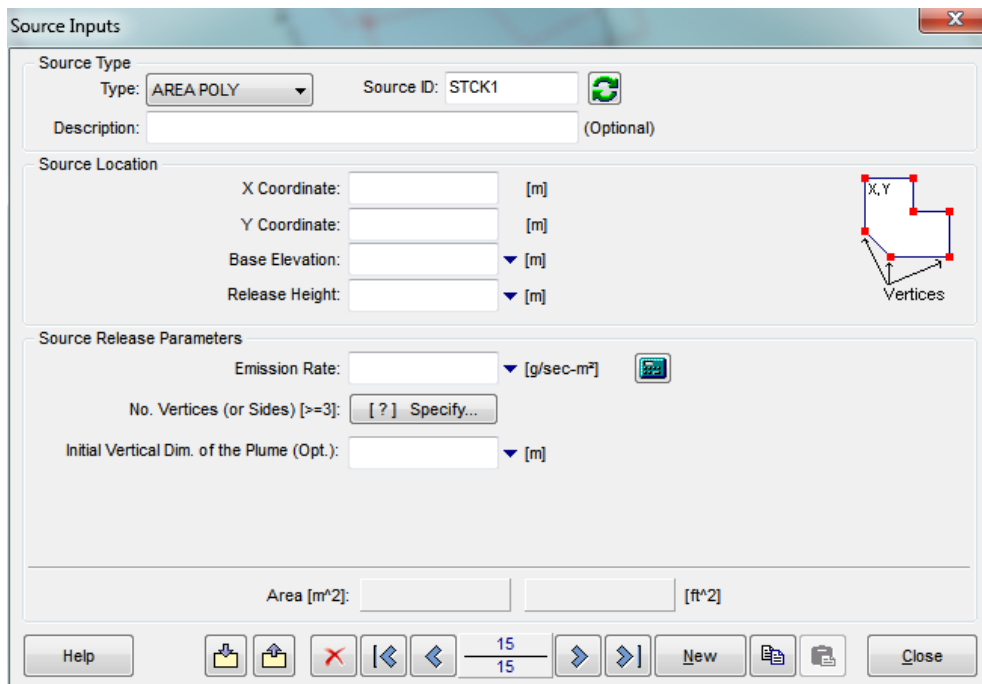 Source Inputs
Source Type
Type: AREA POLY Source ID: STCK1
Description: (Optional)
Source Location
X Coordinate: [m]
X, Y
Y Coordinate: [m]
Base Elevation: [m]
Release Height: [m]
Vertices
Source Release Parameters
Emission Rate: [g/sec-m²]
No. Vertices (or Sides) [>=3]: [ ? ] Specify...
Initial Vertical Dim. of the Plume (Opt.): [m]
Area [m^2]: [ft^2]
Help 15 New Close
15